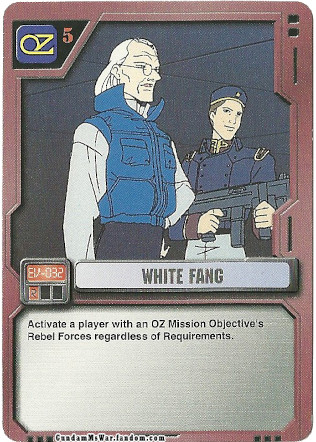 OZ 5
EV-032
R
WHITE FANG
Activate a player with an OZ Mission Objective's
Rebel Forces regardless of Requirements.
GundamMsWar.fandom.com